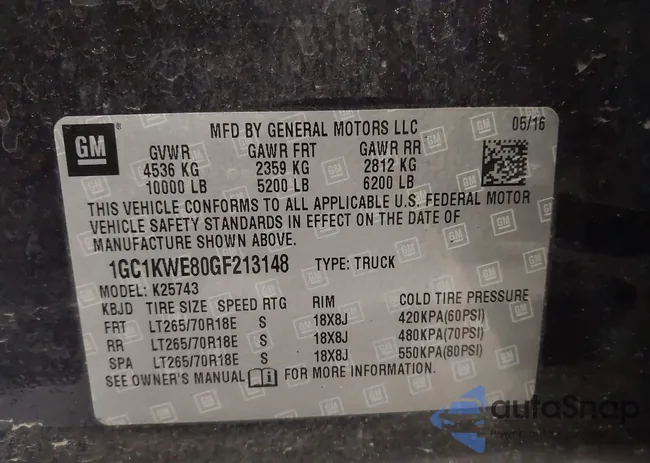 GM
MFD BY GENERAL MOTORS LLC 05/16
GVWR GAWR FRT GAWR RR
4536 KG 2359 KG 2812 KG
10000 LB 5200 LB 6200 LB
THIS VEHICLE CONFORMS TO ALL APPLICABLE U.S. FEDERAL MOTOR
VEHICLE SAFETY STANDARDS IN EFFECT ON THE DATE OF
MANUFACTURE SHOWN ABOVE.
1GC1KWE80GF213148 TYPE: TRUCK
MODEL: K25743
KBJD TIRE SIZE SPEED RTG RIM COLD TIRE PRESSURE
FRT LT265/70R18E S 18X8J 420KPA(60PSI)
RR LT265/70R18E S 18X8J 480KPA(70PSI)
SPA LT265/70R18E S 18X8J 550KPA(80PSI)
SEE OWNER'S MANUAL FOR MORE INFORMATION.
autoSnap